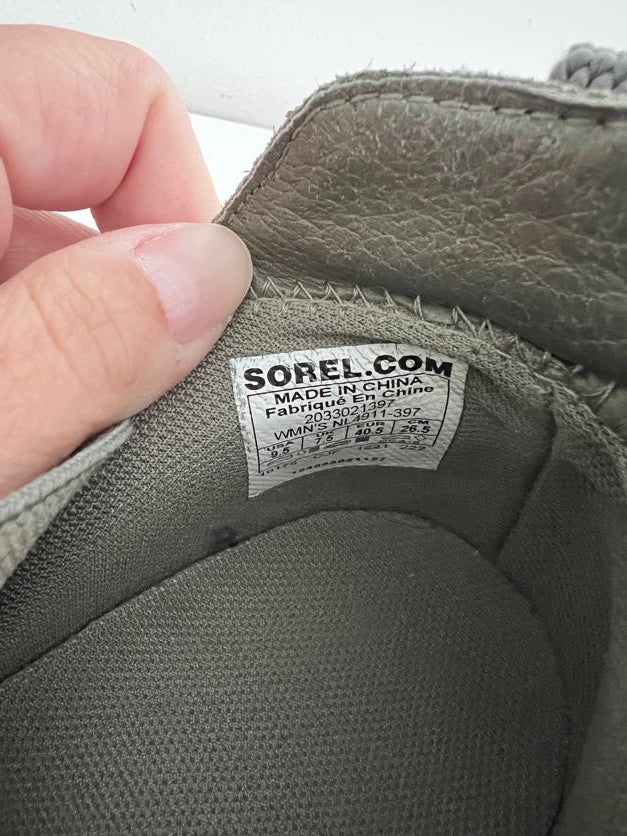 SOREL.COM
MADE IN CHINA
Fabriqué En Chine
2033021397
WMN'S NL4911-397
USA UK EUR CM
9.5 7.5 40.5 26.5
222